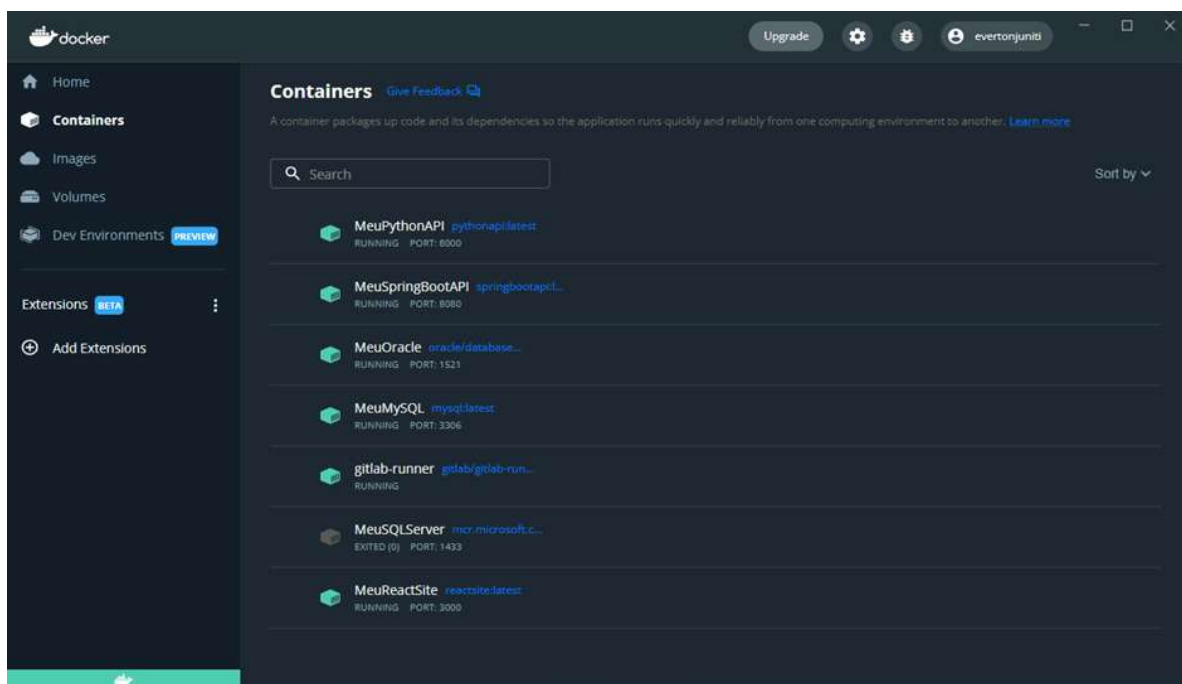 docker
Upgrade
evertonjuniti
Home
Containers
Images
Volumes
Dev Environments PREVIEW
Extensions BETA
Add Extensions
Containers Give Feedback
A container packages up code and its dependencies so the application runs quickly and reliably from one computing environment to another. Learn more
Search
Sort by
MeuPythonAPI pythonapi:latest
RUNNING PORT: 8000
MeuSpringBootAPI springbootapi:l...
RUNNING PORT: 8080
MeuOracle oracle/database...
RUNNING PORT: 1521
MeuMySQL mysql:latest
RUNNING PORT: 3306
gitlab-runner gitlab/gitlab-run...
RUNNING
MeuSQLServer mcr.microsoft.c...
EXITED (0) PORT: 1433
MeuReactSite reactsite:latest
RUNNING PORT: 3000